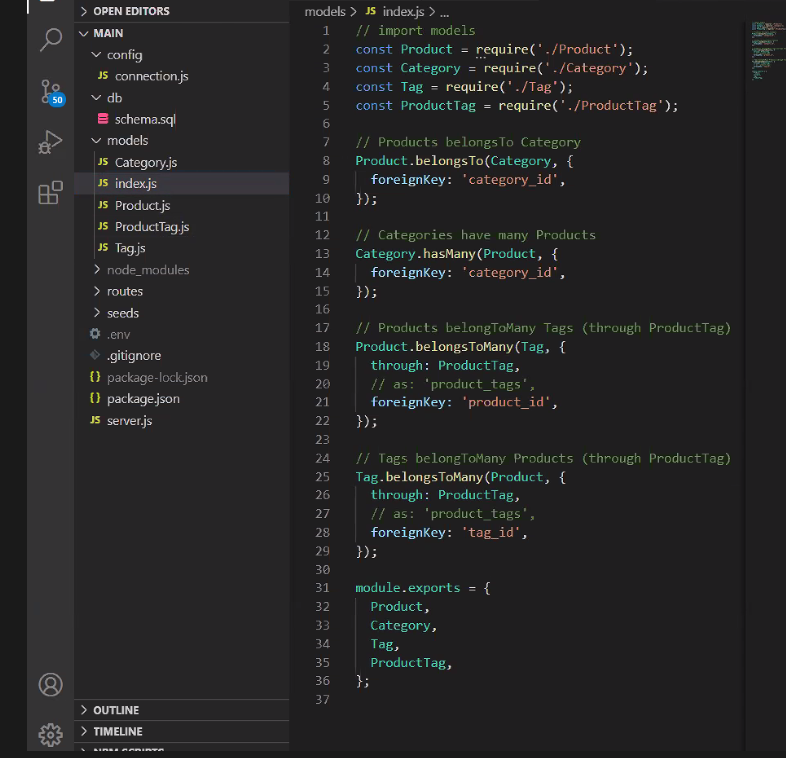 OPEN EDITORS
MAIN
config
JS connection.js
db
schema.sql
models
JS Category.js
JS index.js
JS Product.js
JS ProductTag.js
JS Tag.js
node_modules
routes
seeds
.env
.gitignore
{} package-lock.json
{} package.json
JS server.js
OUTLINE
TIMELINE
NPM SCRIPTS
50
models > JS index.js > ...
1 // import models
2 const Product = require('./Product');
3 const Category = require('./Category');
4 const Tag = require('./Tag');
5 const ProductTag = require('./ProductTag');
6
7 // Products belongsTo Category
8 Product.belongsTo(Category, {
9 foreignKey: 'category_id',
10 });
11
12 // Categories have many Products
13 Category.hasMany(Product, {
14 foreignKey: 'category_id',
15 });
16
17 // Products belongToMany Tags (through ProductTag)
18 Product.belongsToMany(Tag, {
19 through: ProductTag,
20 // as: 'product_tags',
21 foreignKey: 'product_id',
22 });
23
24 // Tags belongToMany Products (through ProductTag)
25 Tag.belongsToMany(Product, {
26 through: ProductTag,
27 // as: 'product_tags',
28 foreignKey: 'tag_id',
29 });
30
31 module.exports = {
32 Product,
33 Category,
34 Tag,
35 ProductTag,
36 };
37